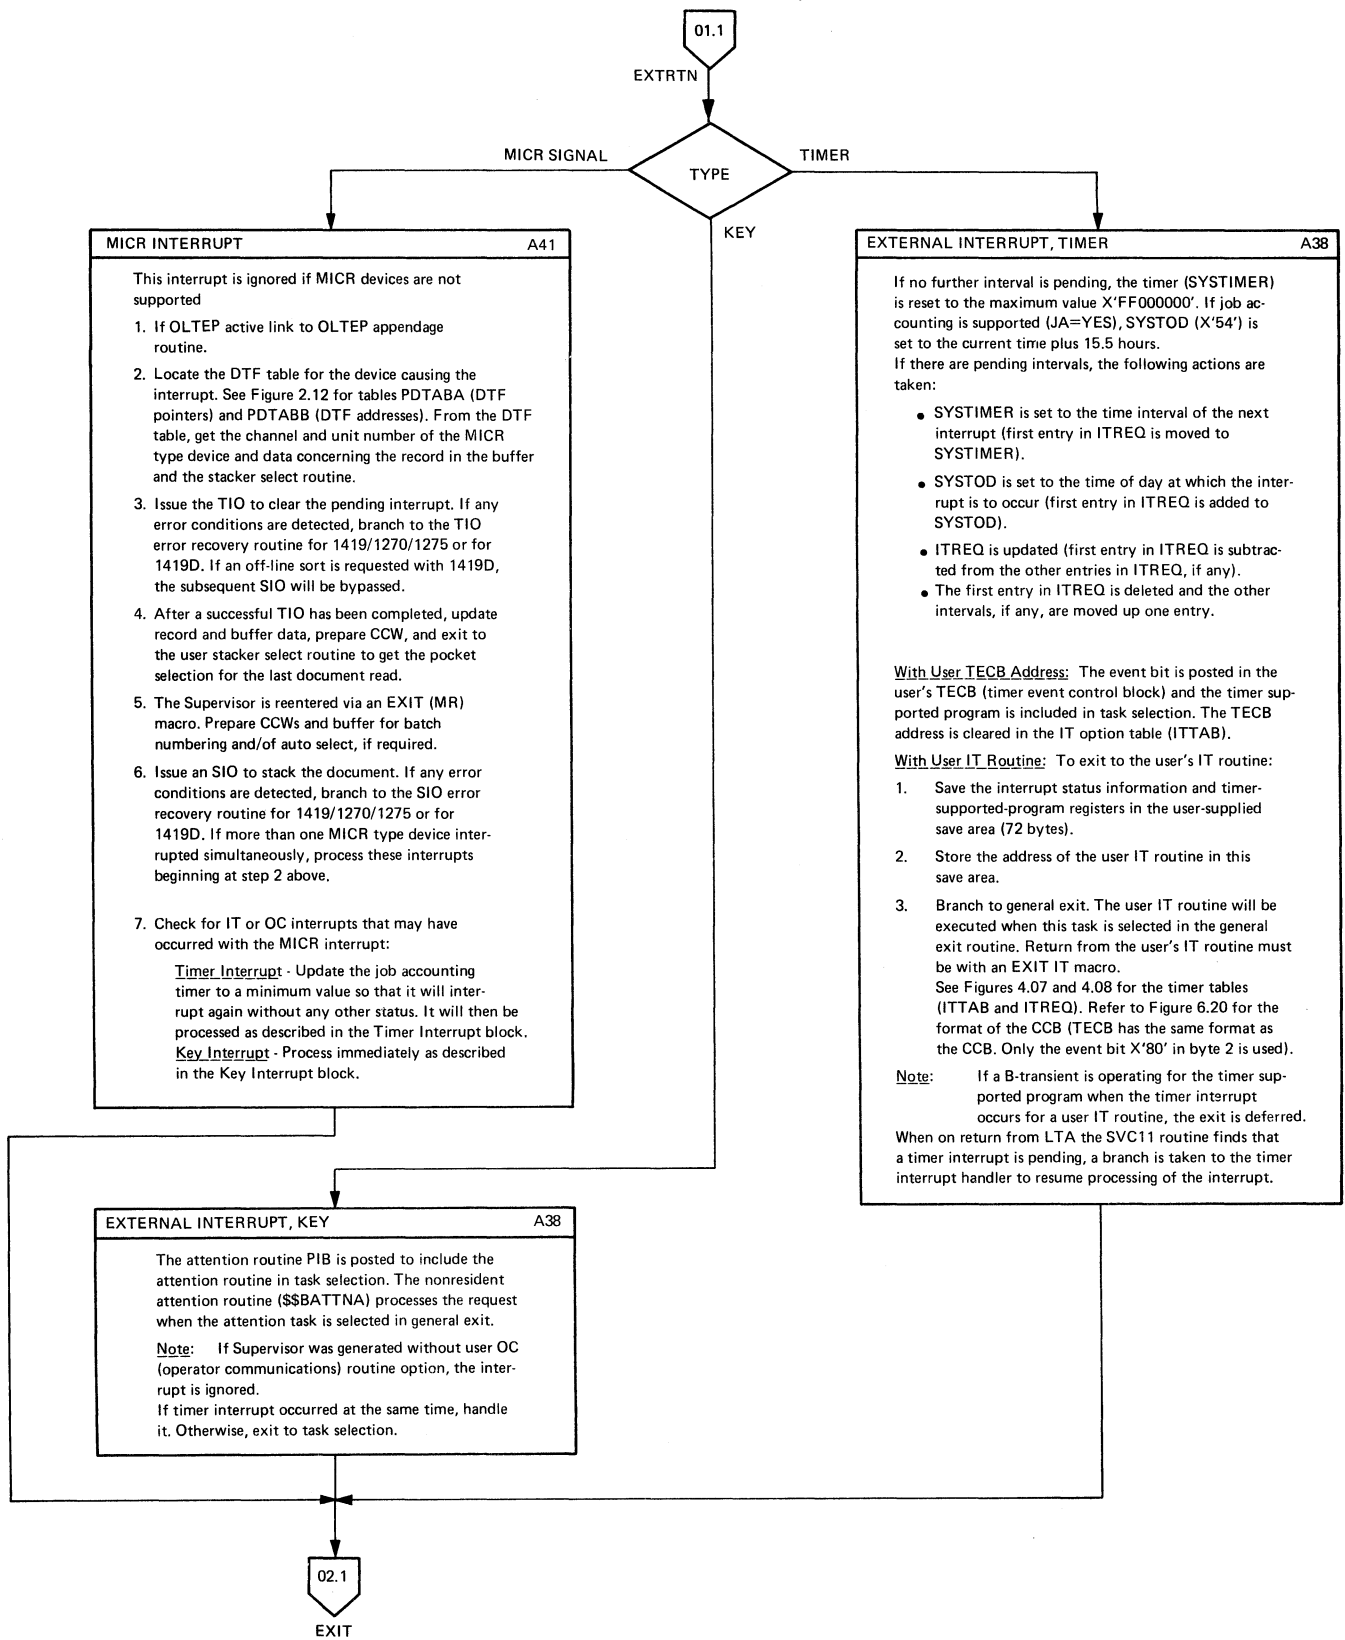 01.1
EXTRTN
MICR SIGNAL
TIMER
TYPE
KEY
MICR INTERRUPT A41
This interrupt is ignored if MICR devices are not
supported
1. If OLTEP active link to OLTEP appendage
routine.
2. Locate the DTF table for the device causing the
interrupt. See Figure 2.12 for tables PDTABA (DTF
pointers) and PDTABB (DTF addresses). From the DTF
table, get the channel and unit number of the MICR
type device and data concerning the record in the buffer
and the stacker select routine.
3. Issue the TIO to clear the pending interrupt. If any
error conditions are detected, branch to the TIO
error recovery routine for 1419/1270/1275 or for
1419D. If an off-line sort is requested with 1419D,
the subsequent SIO will be bypassed.
4. After a successful TIO has been completed, update
record and buffer data, prepare CCW, and exit to
the user stacker select routine to get the pocket
selection for the last document read.
5. The Supervisor is reentered via an EXIT (MR)
macro. Prepare CCWs and buffer for batch
numbering and/of auto select, if required.
6. Issue an SIO to stack the document. If any error
conditions are detected, branch to the SIO error
recovery routine for 1419/1270/1275 or for
1419D. If more than one MICR type device inter-
rupted simultaneously, process these interrupts
beginning at step 2 above.
7. Check for IT or OC interrupts that may have
occurred with the MICR interrupt:
Timer Interrupt - Update the job accounting
timer to a minimum value so that it will inter-
rupt again without any other status. It will then be
processed as described in the Timer Interrupt block.
Key Interrupt - Process immediately as described
in the Key Interrupt block.
EXTERNAL INTERRUPT, TIMER A38
If no further interval is pending, the timer (SYSTIMER)
is reset to the maximum value X'FF000000'. If job ac-
counting is supported (JA=YES), SYSTOD (X'54') is
set to the current time plus 15.5 hours.
If there are pending intervals, the following actions are
taken:
● SYSTIMER is set to the time interval of the next
interrupt (first entry in ITREQ is moved to
SYSTIMER).
● SYSTOD is set to the time of day at which the inter-
rupt is to occur (first entry in ITREQ is added to
SYSTOD).
● ITREQ is updated (first entry in ITREQ is subtrac-
ted from the other entries in ITREQ, if any).
● The first entry in ITREQ is deleted and the other
intervals, if any, are moved up one entry.
With User TECB Address: The event bit is posted in the
user's TECB (timer event control block) and the timer sup-
ported program is included in task selection. The TECB
address is cleared in the IT option table (ITTAB).
With User IT Routine: To exit to the user's IT routine:
1. Save the interrupt status information and timer-
supported-program registers in the user-supplied
save area (72 bytes).
2. Store the address of the user IT routine in this
save area.
3. Branch to general exit. The user IT routine will be
executed when this task is selected in the general
exit routine. Return from the user's IT routine must
be with an EXIT IT macro.
See Figures 4.07 and 4.08 for the timer tables
(ITTAB and ITREQ). Refer to Figure 6.20 for the
format of the CCB (TECB has the same format as
the CCB. Only the event bit X'80' in byte 2 is used).
Note: If a B-transient is operating for the timer sup-
ported program when the timer interrupt
occurs for a user IT routine, the exit is deferred.
When on return from LTA the SVC11 routine finds that
a timer interrupt is pending, a branch is taken to the timer
interrupt handler to resume processing of the interrupt.
EXTERNAL INTERRUPT, KEY A38
The attention routine PIB is posted to include the
attention routine in task selection. The nonresident
attention routine ($$BATTNA) processes the request
when the attention task is selected in general exit.
Note: If Supervisor was generated without user OC
(operator communications) routine option, the inter-
rupt is ignored.
If timer interrupt occurred at the same time, handle
it. Otherwise, exit to task selection.
02.1
EXIT